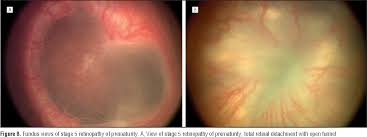 A
B
Figure 8. Fundus views of stage 5 retinopathy of prematurity. A, View of stage 5 retinopathy of prematurity, total retinal detachment with open funnel